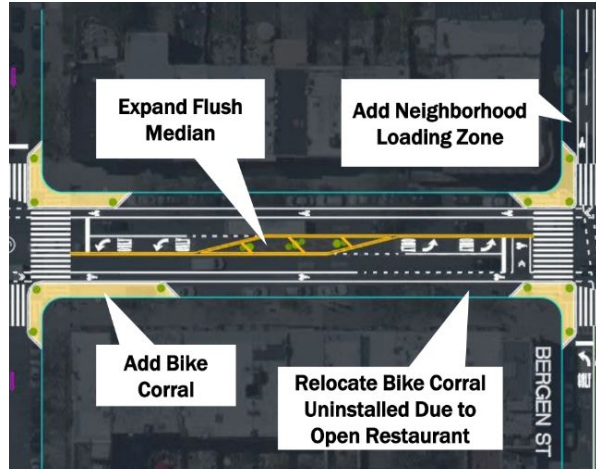 Expand Flush
Median
Add Neighborhood
Loading Zone
Add Bike
Corral
Relocate Bike Corral
Uninstalled Due to
Open Restaurant
BERGEN ST